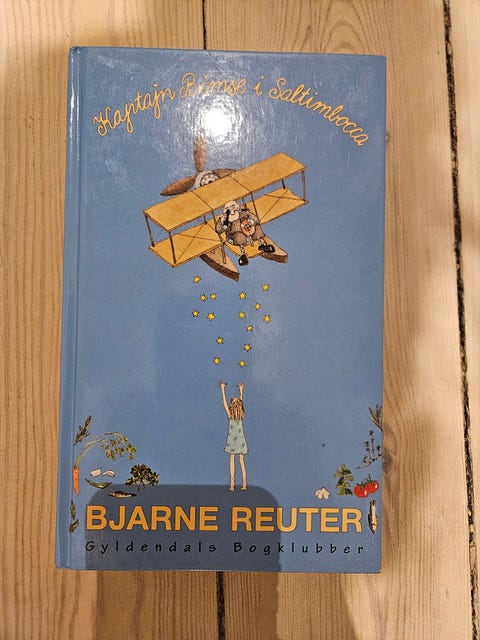 Kaptajn Bimse i Saltimbocca
BJARNE REUTER
Gyldendals Bogklubber